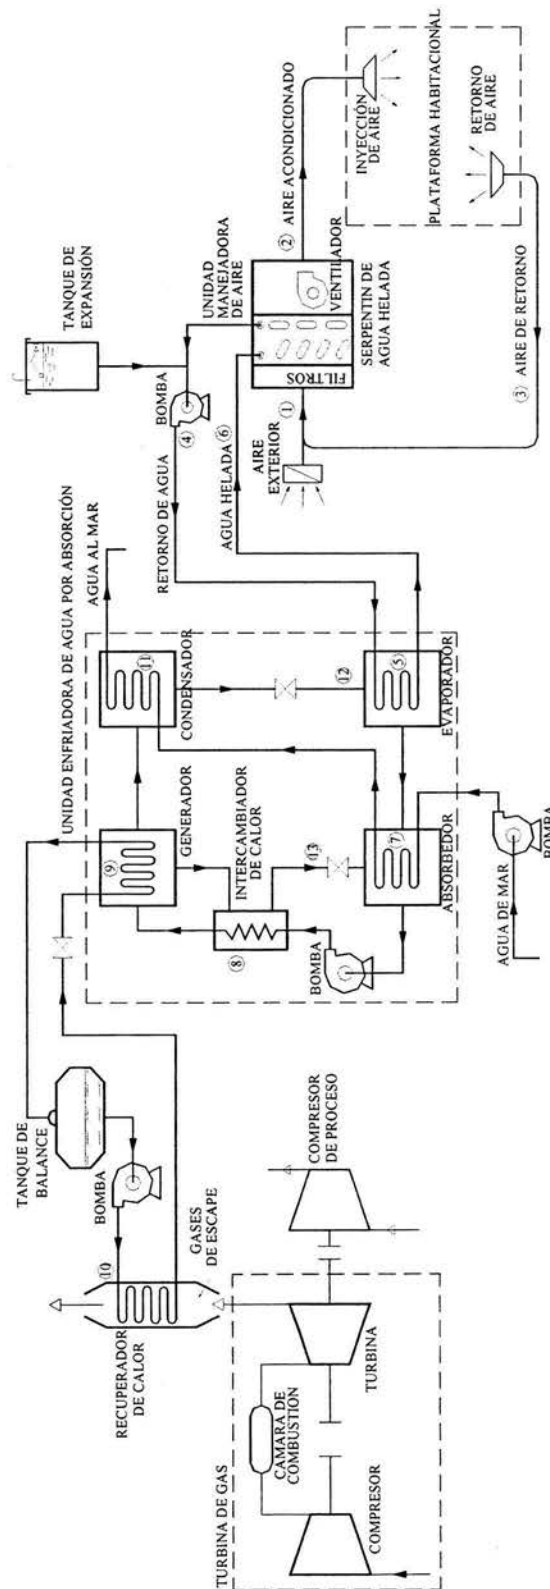 TURBINA DE GAS
COMPRESOR
CÁMARA DE
COMBUSTION
TURBINA
COMPRESOR
DE PROCESO
RECUPERADOR
DE CALOR
⑩
GASES
DE ESCAPE
BOMBA
TANQUE DE
BALANCE
UNIDAD ENFRIADORA DE AGUA POR ABSORCIÓN
⑨
GENERADOR
⑧
INTERCAMBIADOR
DE CALOR
BOMBA
⑬
⑦
ABSORBEDOR
AGUA DE MAR
BOMBA
AGUA AL MAR
⑪
CONDENSADOR
⑫
⑤
EVAPORADOR
RETORNO DE AGUA
④
BOMBA
AGUA HELADA ⑥
TANQUE DE
EXPANSIÓN
UNIDAD
MANEJADORA
DE AIRE
AIRE
EXTERIOR
①
FILTROS
SERPENTIN DE
AGUA HELADA
VENTILADOR
② AIRE ACONDICIONADO
③ AIRE DE RETORNO
INYECCIÓN
DE AIRE
PLATAFORMA HABITACIONAL
RETORNO
DE AIRE